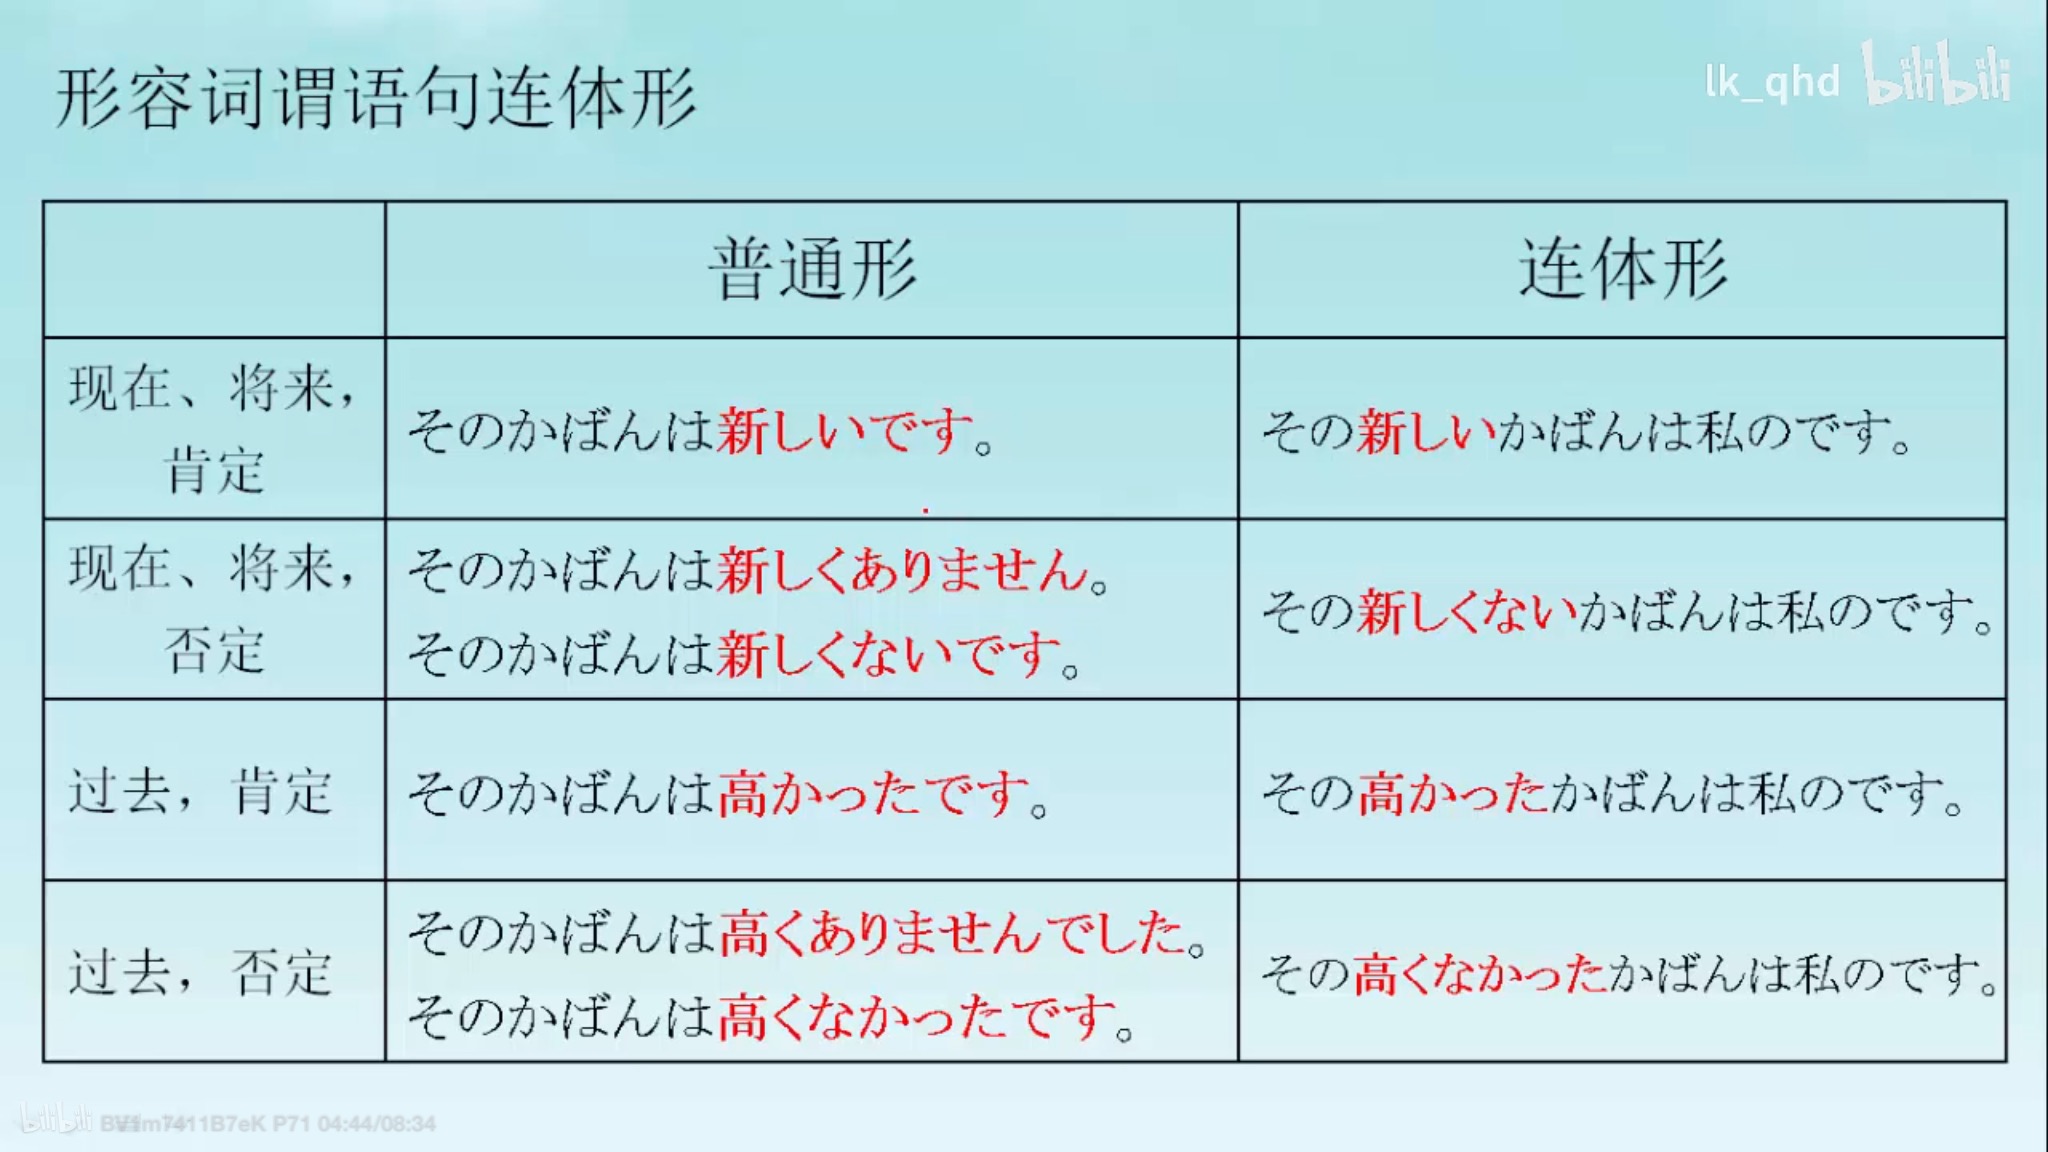 形容词谓语句连体形
lk_qhd bilibili
普通形
连体形
现在、将来，
肯定
そのかばんは新しいです。
その新しいかばんは私のです。
现在、将来，
否定
そのかばんは新しくありません。
そのかばんは新しくないです。
その新しくないかばんは私のです。
过去，肯定
そのかばんは高かったです。
その高かったかばんは私のです。
过去，否定
そのかばんは高くありませんでした。
そのかばんは高くなかったです。
その高くなかったかばんは私のです。
bilibili BV1m7411B7eK P71 04:44/08:34